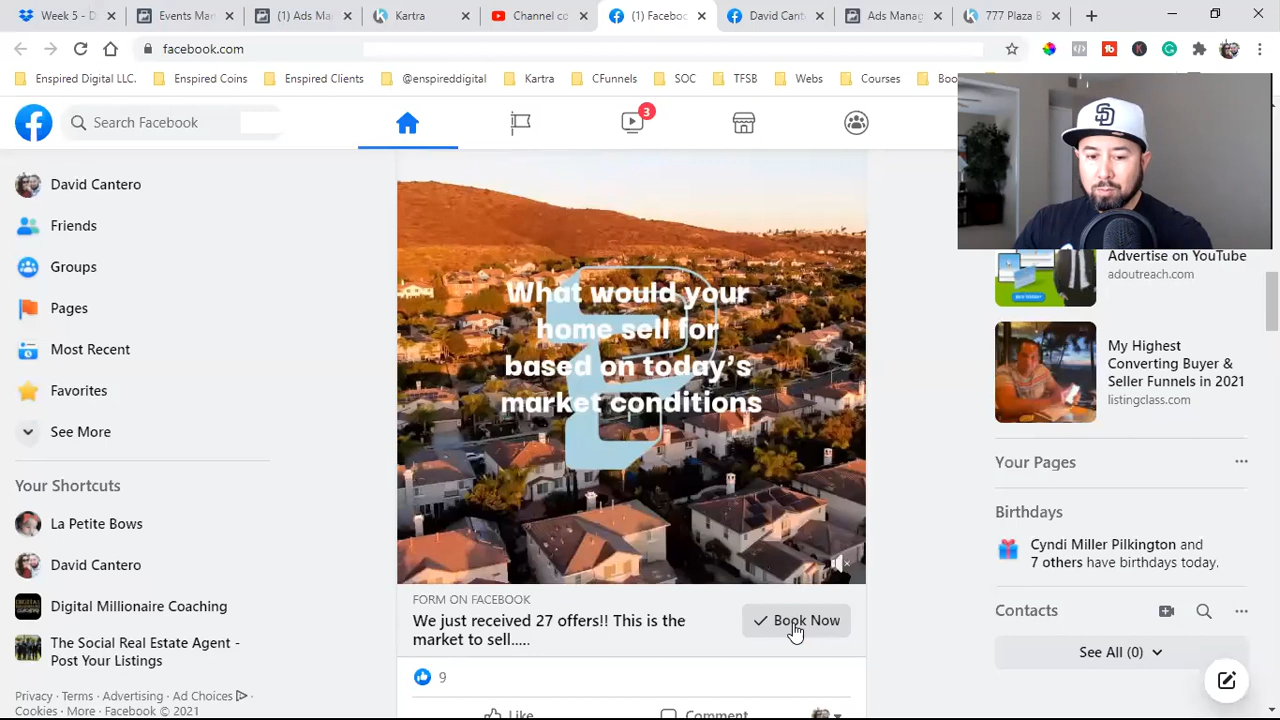 Week 5 - D
Events Man
(1) Ads Ma
Kartra
Channel co
(1) Faceboo
David Cant
Ads Manag
777 Plaza B
facebook.com
Enspired Digital LLC.
Enspired Coins
Enspired Clients
@enspireddigital
Kartra
CFunnels
SOC
TFSB
Webs
Courses
Boo
Search Facebook
3
David Cantero
Friends
Groups
Pages
Most Recent
Favorites
See More
Your Shortcuts
La Petite Bows
David Cantero
Digital Millionaire Coaching
The Social Real Estate Agent -
Post Your Listings
Privacy · Terms · Advertising · Ad Choices ·
Cookies · More · Facebook © 2021
What would your
home sell for
based on today's
market conditions
FORM ON FACEBOOK
We just received 27 offers!! This is the
market to sell.....
Book Now
9
Like
Comment
Advertise on YouTube
adoutreach.com
My Highest
Converting Buyer &
Seller Funnels in 2021
listingclass.com
Your Pages
Birthdays
Cyndi Miller Pilkington and
7 others have birthdays today.
Contacts
See All (0)